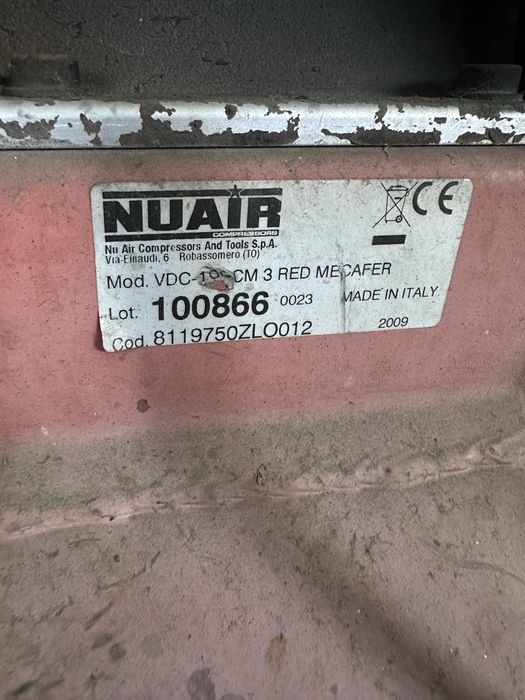 NUAIR
COMPRESSORS
Nu Air Compressors And Tools S.p.A.
Via Einaudi, 6 Robassomero (TO)
CE
Mod. CM 3 RED MECAFER
Lot. 100866 0023 MADE IN ITALY.
Cod. 8119750ZLO012 2009